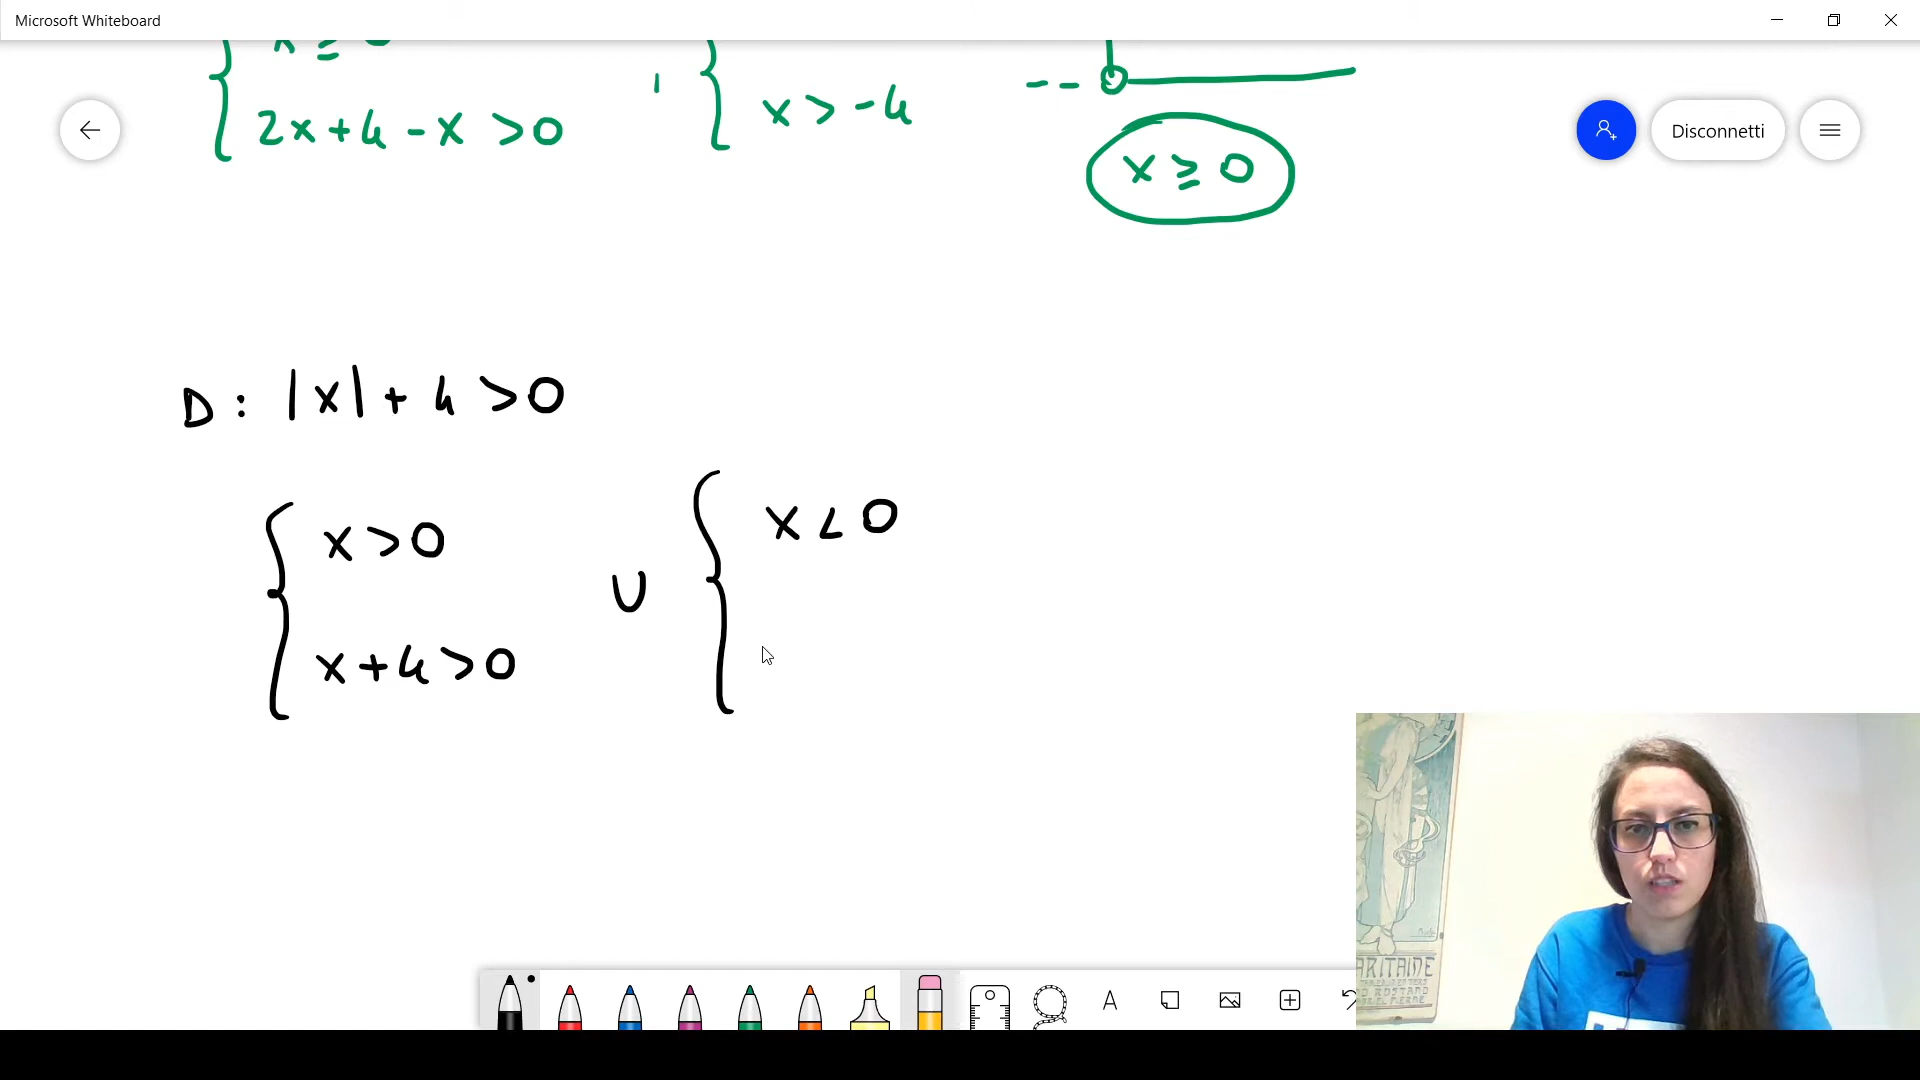 Microsoft Whiteboard
2x+4-x >0
x > -4
x ≥ 0
Disconnetti
D: |x|+4 >0
x >0
x+4>0
U
x < 0
A